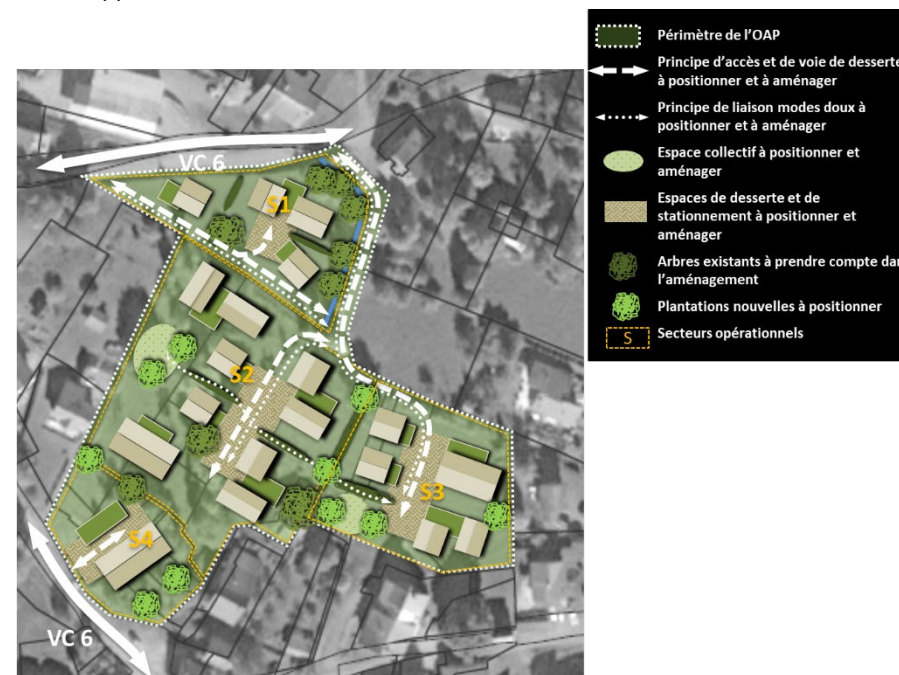 VC 6
S1
S2
S3
S4
VC 6
Périmètre de l'OAP
Principe d'accès et de voie de desserte
à positionner et à aménager
Principe de liaison modes doux à
positionner et à aménager
Espace collectif à positionner et
aménager
Espaces de desserte et de
stationnement à positionner et
aménager
Arbres existants à prendre compte dan
l'aménagement
Plantations nouvelles à positionner
S
Secteurs opérationnels